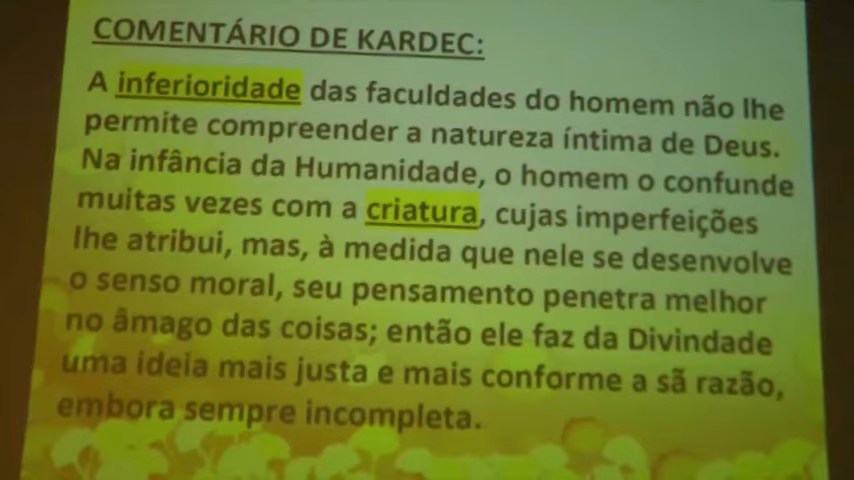 COMENTÁRIO DE KARDEC:
A inferioridade das faculdades do homem não lhe
permite compreender a natureza íntima de Deus.
Na infância da Humanidade, o homem o confunde
muitas vezes com a criatura, cujas imperfeições
lhe atribui, mas, à medida que nele se desenvolve
o senso moral, seu pensamento penetra melhor
no âmago das coisas; então ele faz da Divindade
uma ideia mais justa e mais conforme a sã razão,
embora sempre incompleta.